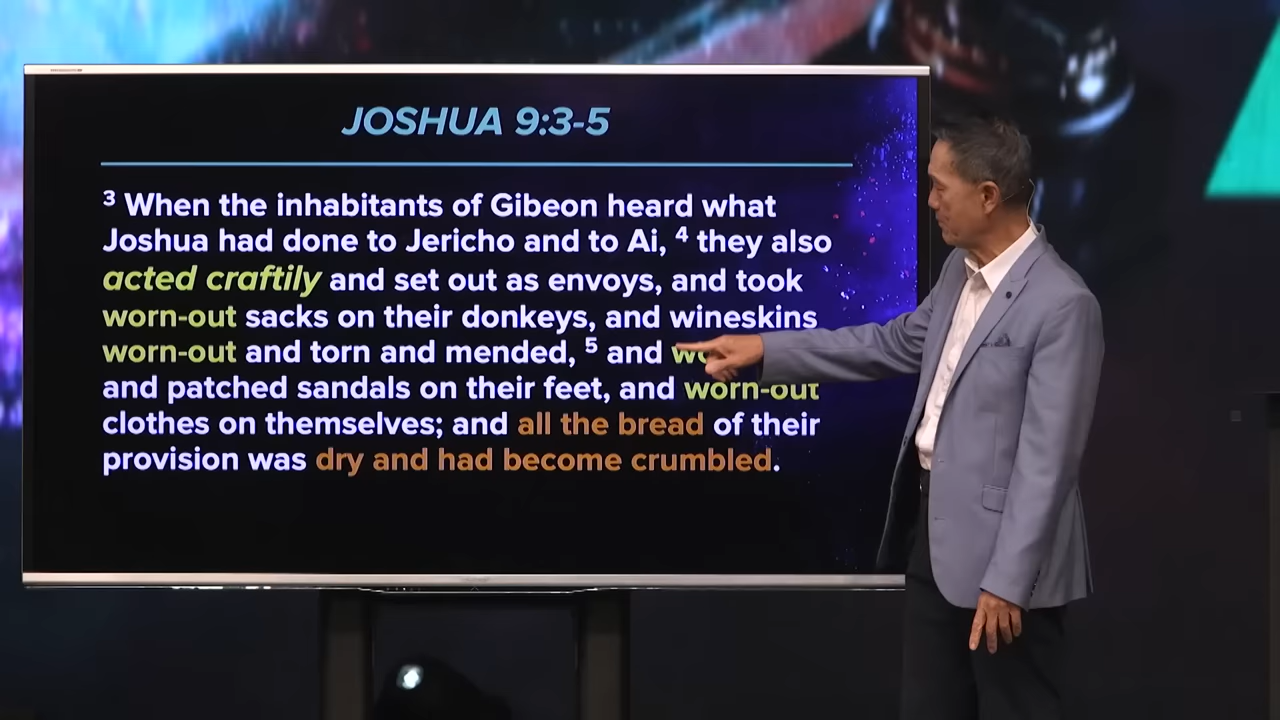 JOSHUA 9:3-5
³ When the inhabitants of Gibeon heard what
Joshua had done to Jericho and to Ai, ⁴ they also
acted craftily and set out as envoys, and took
worn-out sacks on their donkeys, and wineskins
worn-out and torn and mended, ⁵ and
and patched sandals on their feet, and worn-out
clothes on themselves; and all the bread of their
provision was dry and had become crumbled.